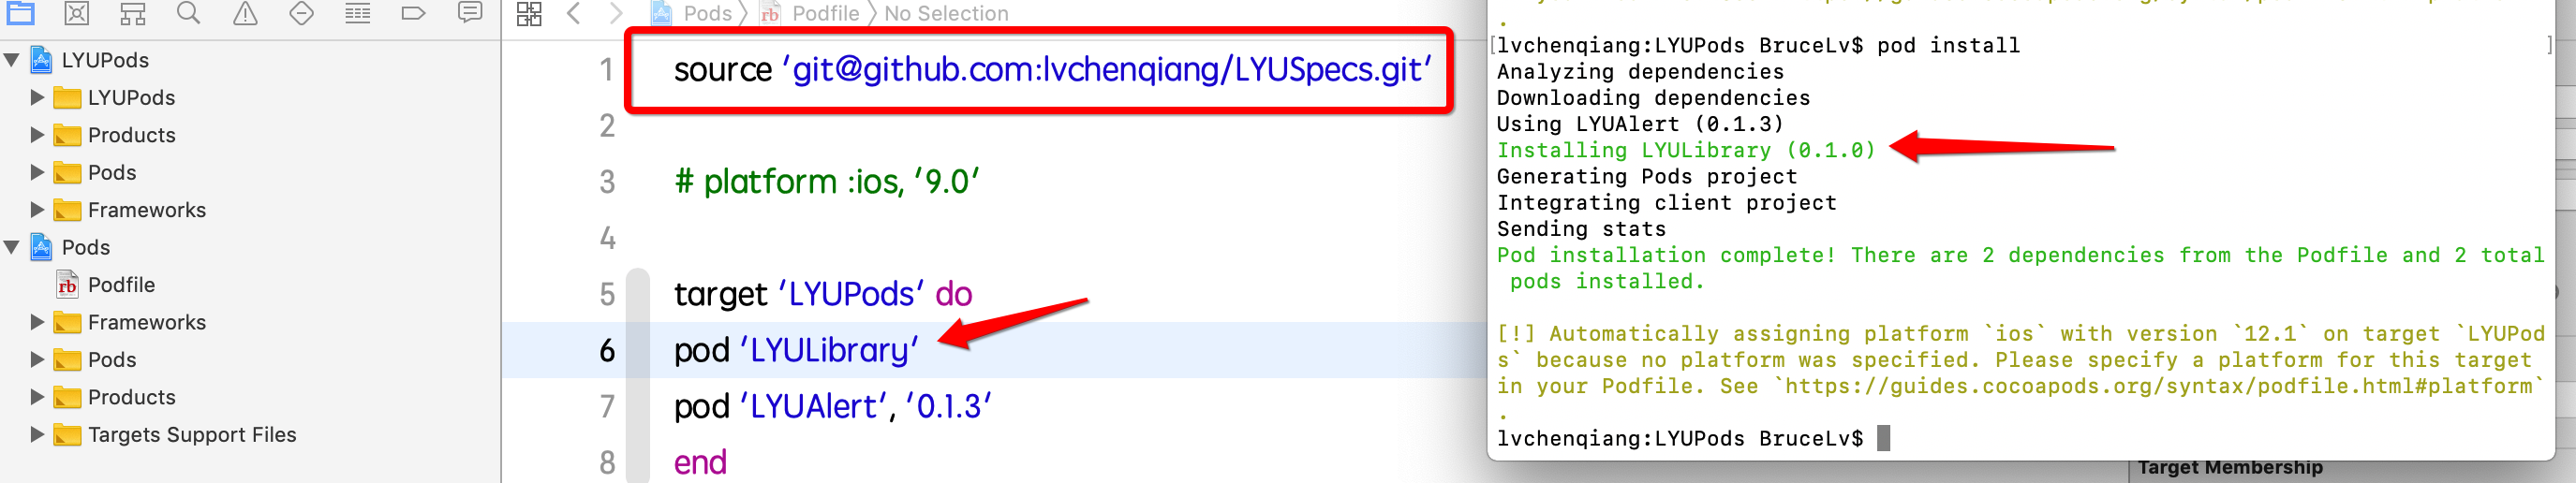 Pods
Podfile
No Selection
LYUPods
LYUPods
Products
Pods
Frameworks
Pods
Podfile
Frameworks
Pods
Products
Targets Support Files
1 source 'git@github.com:lvchenqiang/LYUSpecs.git'
2
3 # platform :ios, '9.0'
4
5 target 'LYUPods' do
6 pod 'LYULibrary'
7 pod 'LYUAlert', '0.1.3'
8 end
.
[lvchenqiang:LYUPods BruceLv$ pod install ]
Analyzing dependencies
Downloading dependencies
Using LYUAlert (0.1.3)
Installing LYULibrary (0.1.0)
Generating Pods project
Integrating client project
Sending stats
Pod installation complete! There are 2 dependencies from the Podfile and 2 total
pods installed.
[!] Automatically assigning platform `ios` with version `12.1` on target `LYUPod
s` because no platform was specified. Please specify a platform for this target
in your Podfile. See `https://guides.cocoapods.org/syntax/podfile.html#platform`
.
lvchenqiang:LYUPods BruceLv$
Target Membership